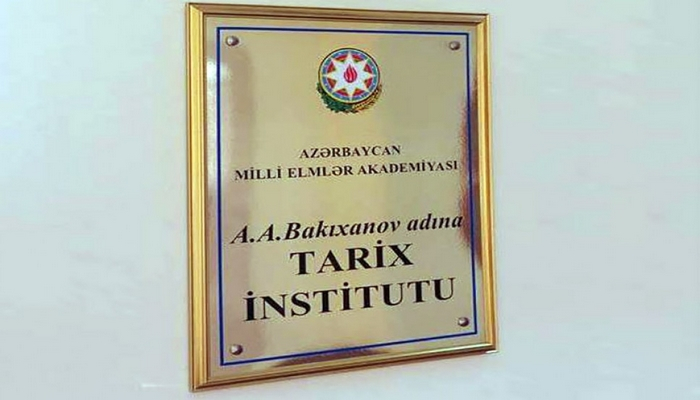 AZƏRBAYCAN
MİLLİ ELMLƏR AKADEMİYASI
A.A.Bakıxanov adına
TARİX
İNSTİTUTU